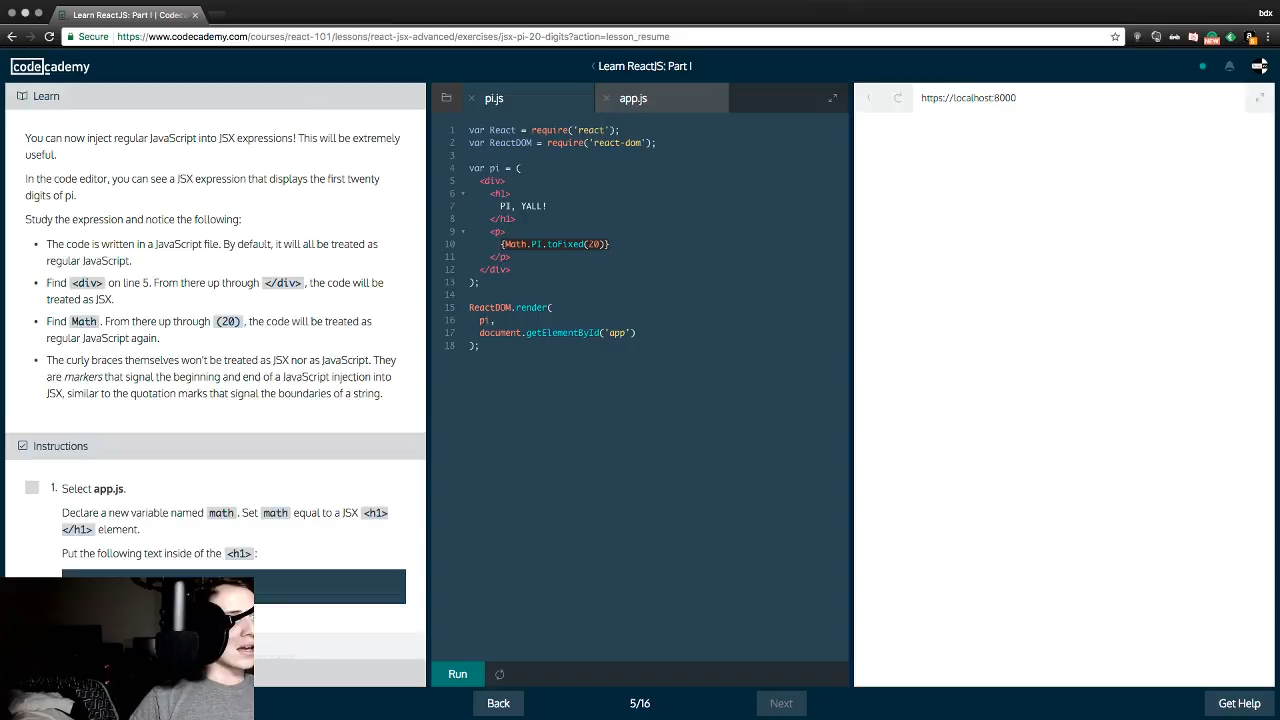 Learn ReactJS: Part I | Codec
bdx
Secure https://www.codecademy.com/courses/react-101/lessons/react-jsx-advanced/exercises/jsx-pi-20-digits?action=lesson_resume
codecademy
Learn ReactJS: Part I
Learn
pi.js
app.js
https://localhost:8000
You can now inject regular JavaScript into JSX expressions! This will be extremely
useful.
In the code editor, you can see a JSX expression that displays the first twenty
digits of pi.
Study the expression and notice the following:
The code is written in a JavaScript file. By default, it will all be treated as
regular JavaScript.
Find <div> on line 5. From there up through </div>, the code will be
treated as JSX.
Find Math. From there up through (20), the code will be treated as
regular JavaScript again.
The curly braces themselves won't be treated as JSX nor as JavaScript. They
are markers that signal the beginning and end of a JavaScript injection into
JSX, similar to the quotation marks that signal the boundaries of a string.
Instructions
1. Select app.js.
Declare a new variable named math. Set math equal to a JSX <h1>
</h1> element.
Put the following text inside of the <h1>:
1 var React = require('react');
2 var ReactDOM = require('react-dom');
3
4 var pi = (
5 <div>
6 <h1>
7 PI, YALL!
8 </h1>
9 <p>
10 {Math.PI.toFixed(20)}
11 </p>
12 </div>
13 );
14
15 ReactDOM.render(
16 pi,
17 document.getElementById('app')
18 );
Run
Back
5/16
Next
Get Help